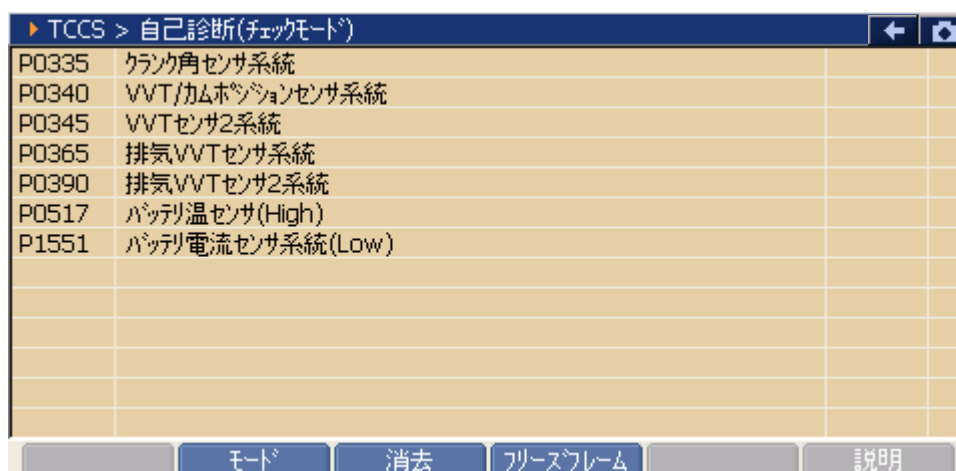 TCCS > 自己診断(ﾁｪｯｸﾓｰﾄﾞ)
P0335 ｸﾗﾝｸ角ｾﾝｻ系統
P0340 VVT/ｶﾑﾎﾟｼﾞｼｮﾝｾﾝｻ系統
P0345 VVTｾﾝｻ2系統
P0365 排気VVTｾﾝｻ系統
P0390 排気VVTｾﾝｻ2系統
P0517 ﾊﾞｯﾃﾘ温ｾﾝｻ(High)
P1551 ﾊﾞｯﾃﾘ電流ｾﾝｻ系統(Low)
ﾓｰﾄﾞ 消去 ﾌﾘｰｽﾞﾌﾚｰﾑ 説明